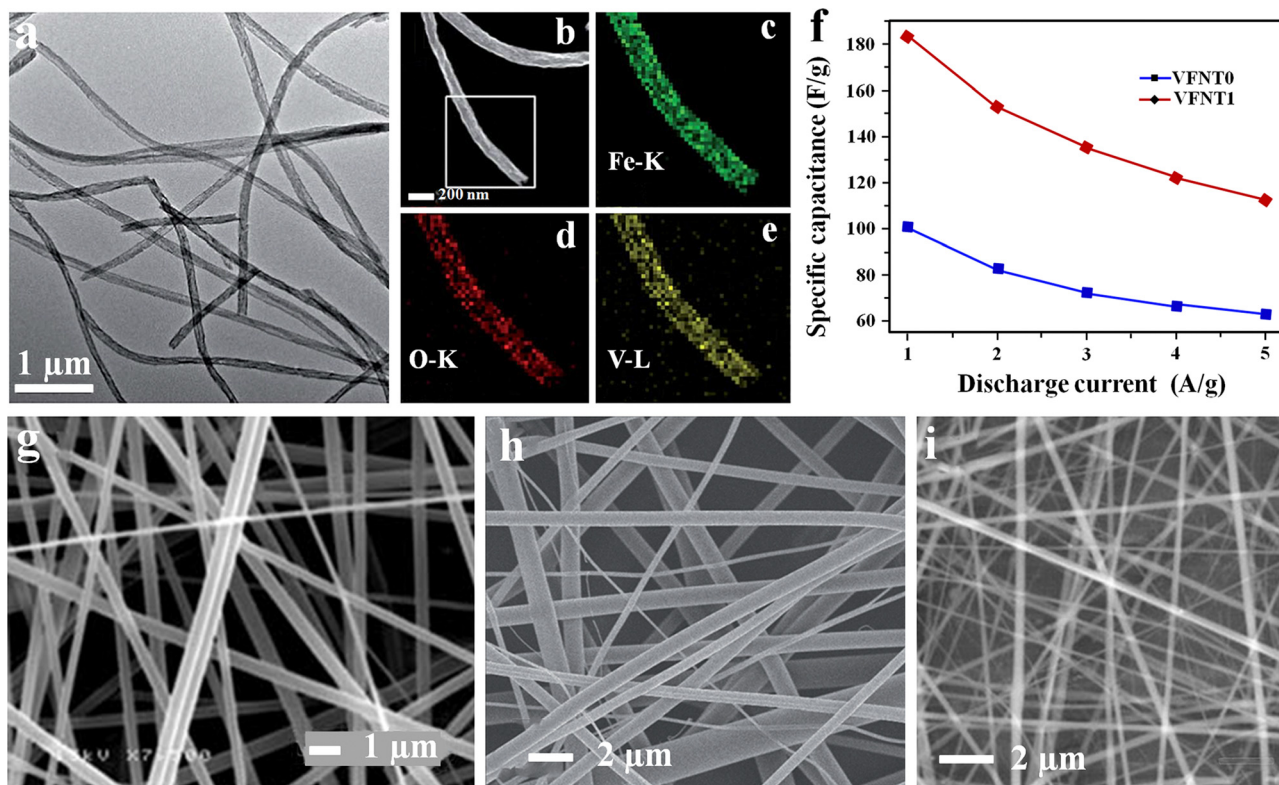 a
1 µm
b
200 nm
c
Fe-K
d
O-K
e
V-L
f
Specific capacitance (F/g)
180
160
140
120
100
80
60
VFNT0
VFNT1
1 2 3 4 5
Discharge current (A/g)
g
1 µm
h
2 µm
i
2 µm